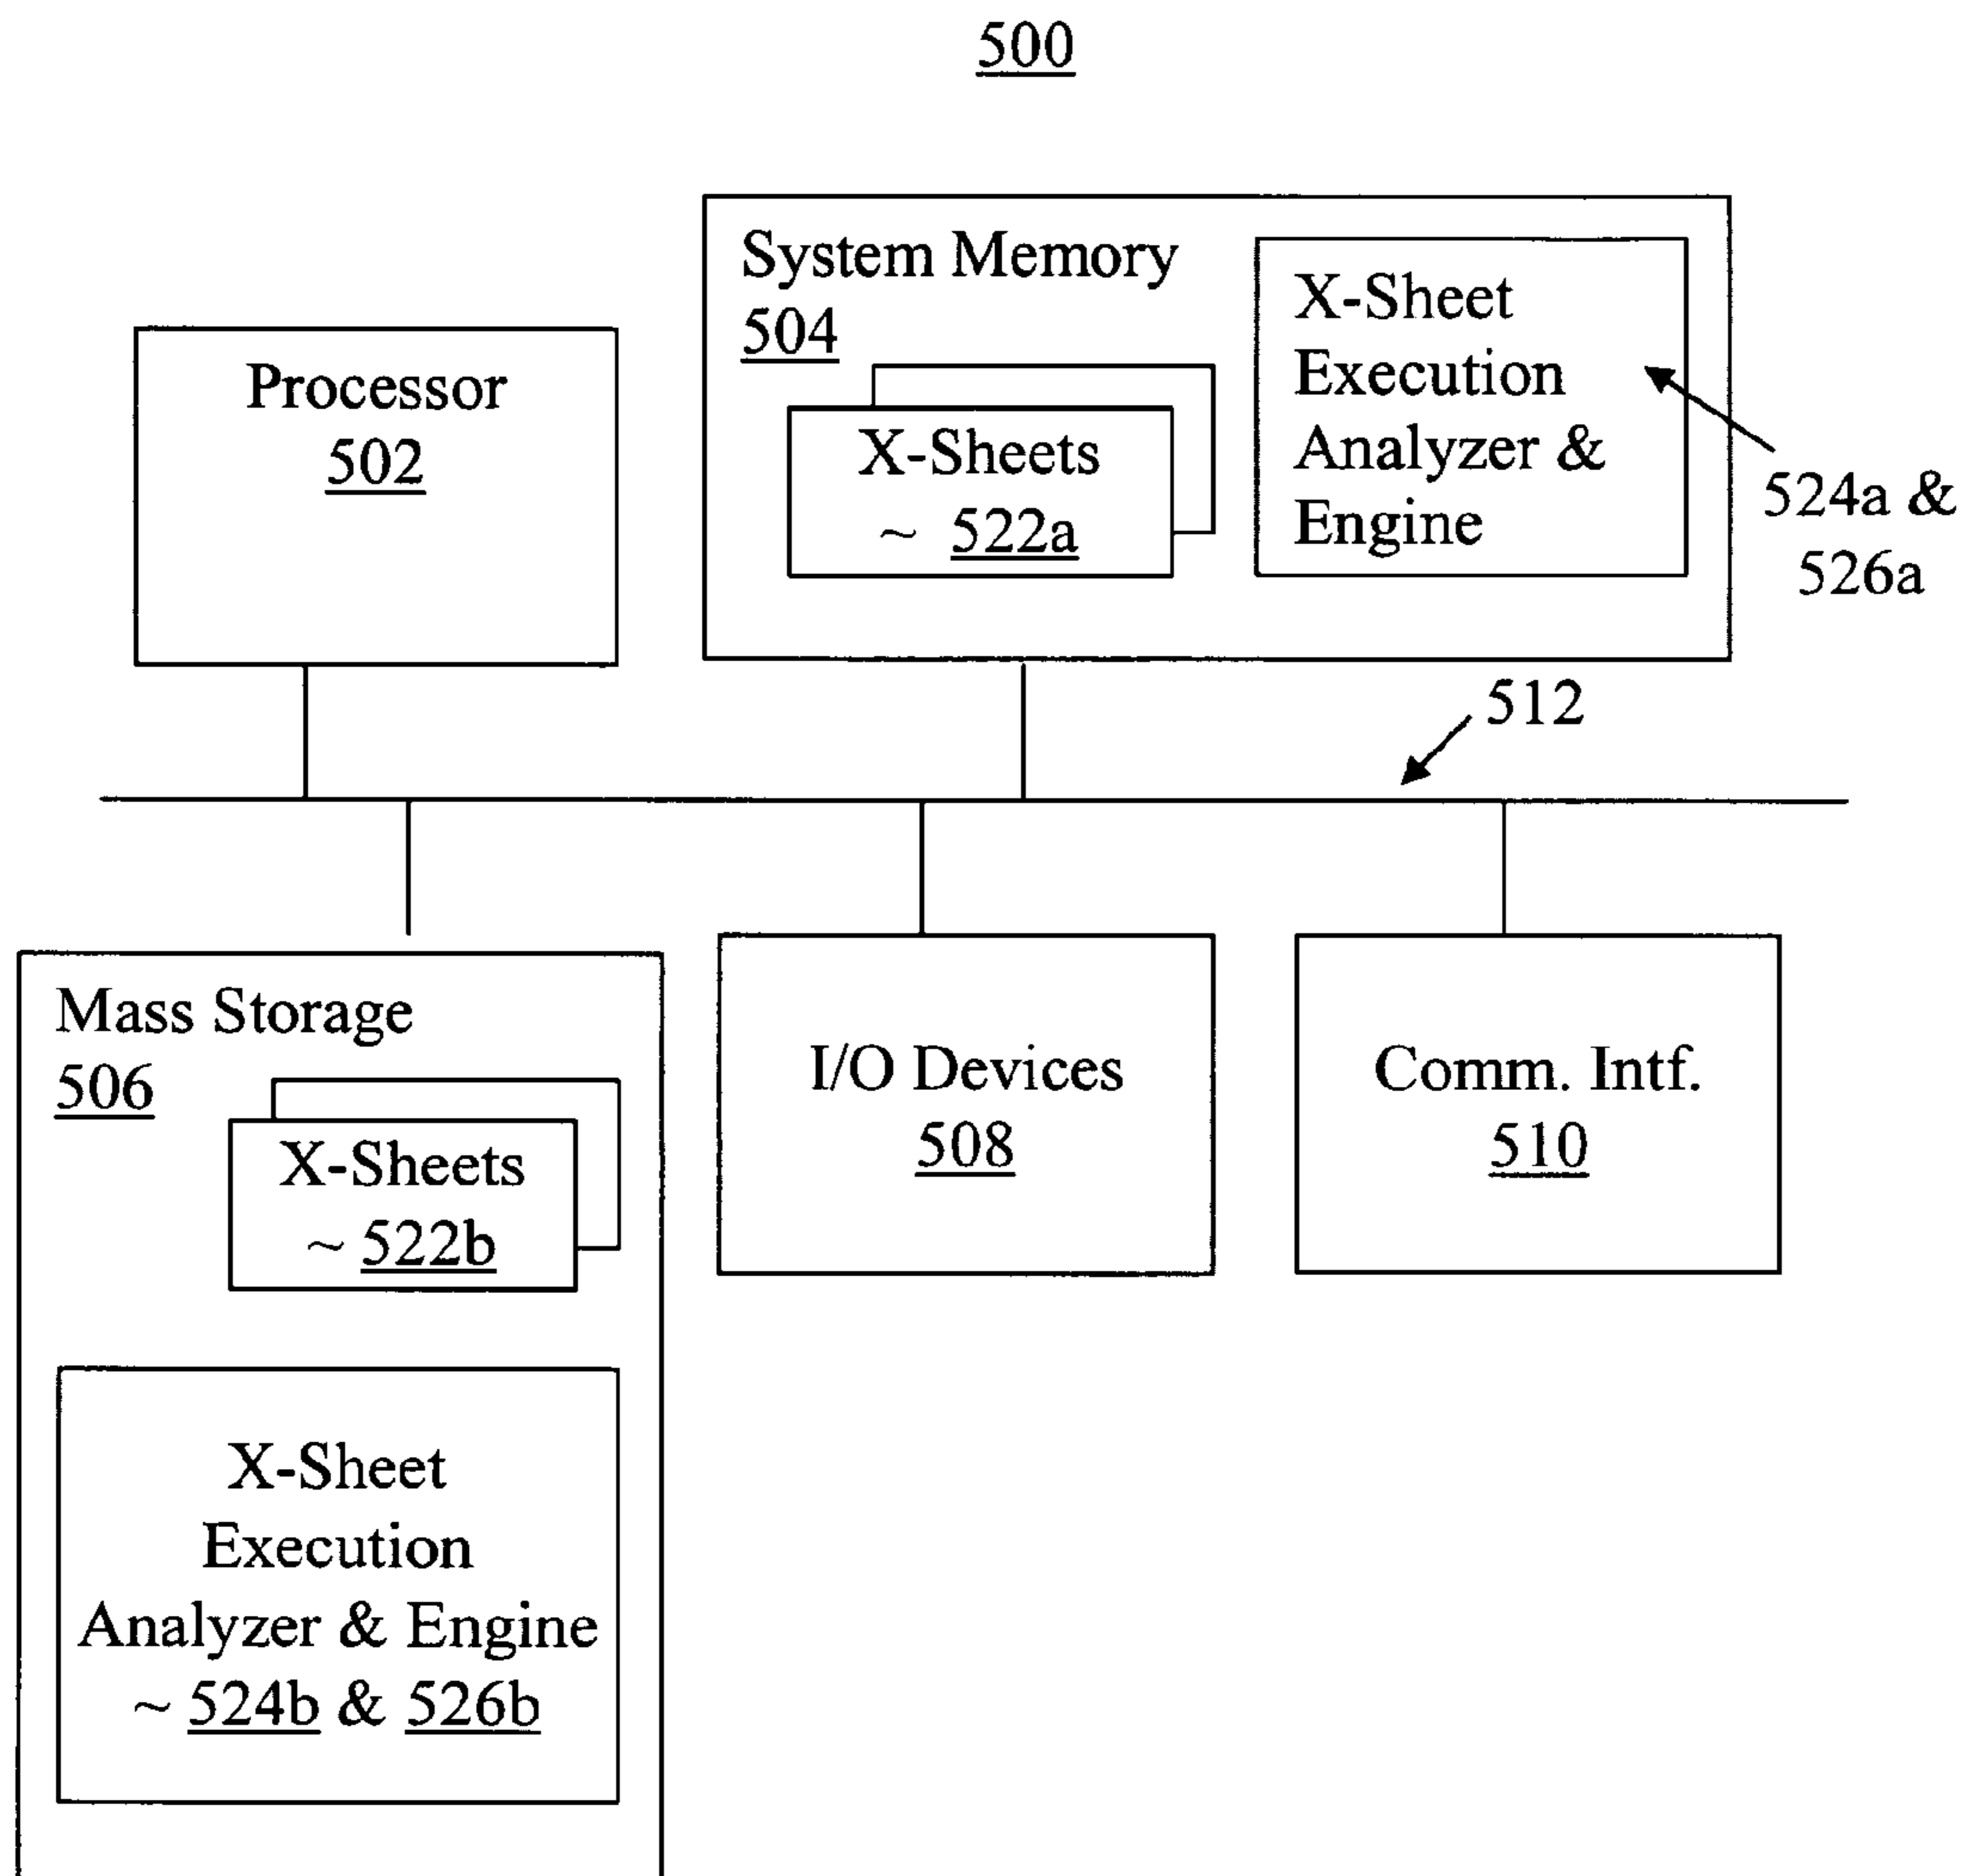 500
System Memory
504
X-Sheets
~ 522a
X-Sheet
Execution
Analyzer &
Engine
524a &
526a
Processor
502
512
Mass Storage
506
X-Sheets
~ 522b
X-Sheet
Execution
Analyzer & Engine
~ 524b & 526b
I/O Devices
508
Comm. Intf.
510